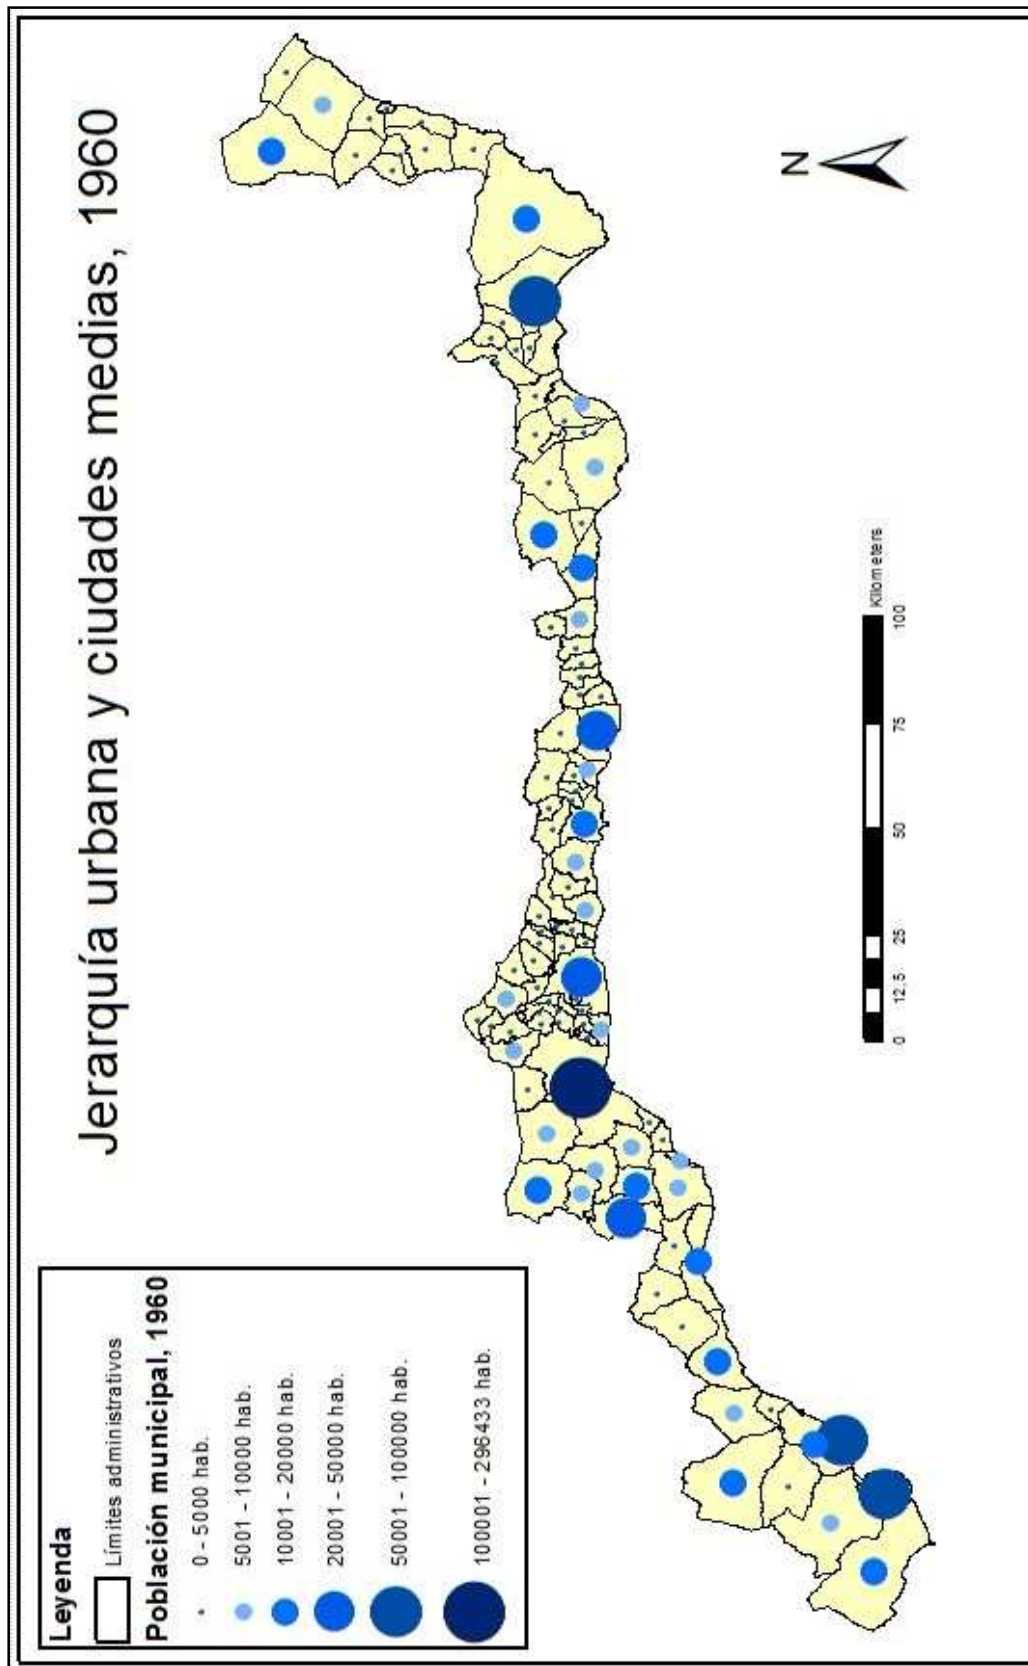 Jerarquía urbana y ciudades medias, 1960
N
Leyenda
Límites administrativos
Población municipal, 1960
0 - 5000 hab.
5001 - 10000 hab.
10001 - 20000 hab.
20001 - 50000 hab.
50001 - 100000 hab.
100001 - 296433 hab.
0 12,5 25 50 75 100
Kilometers